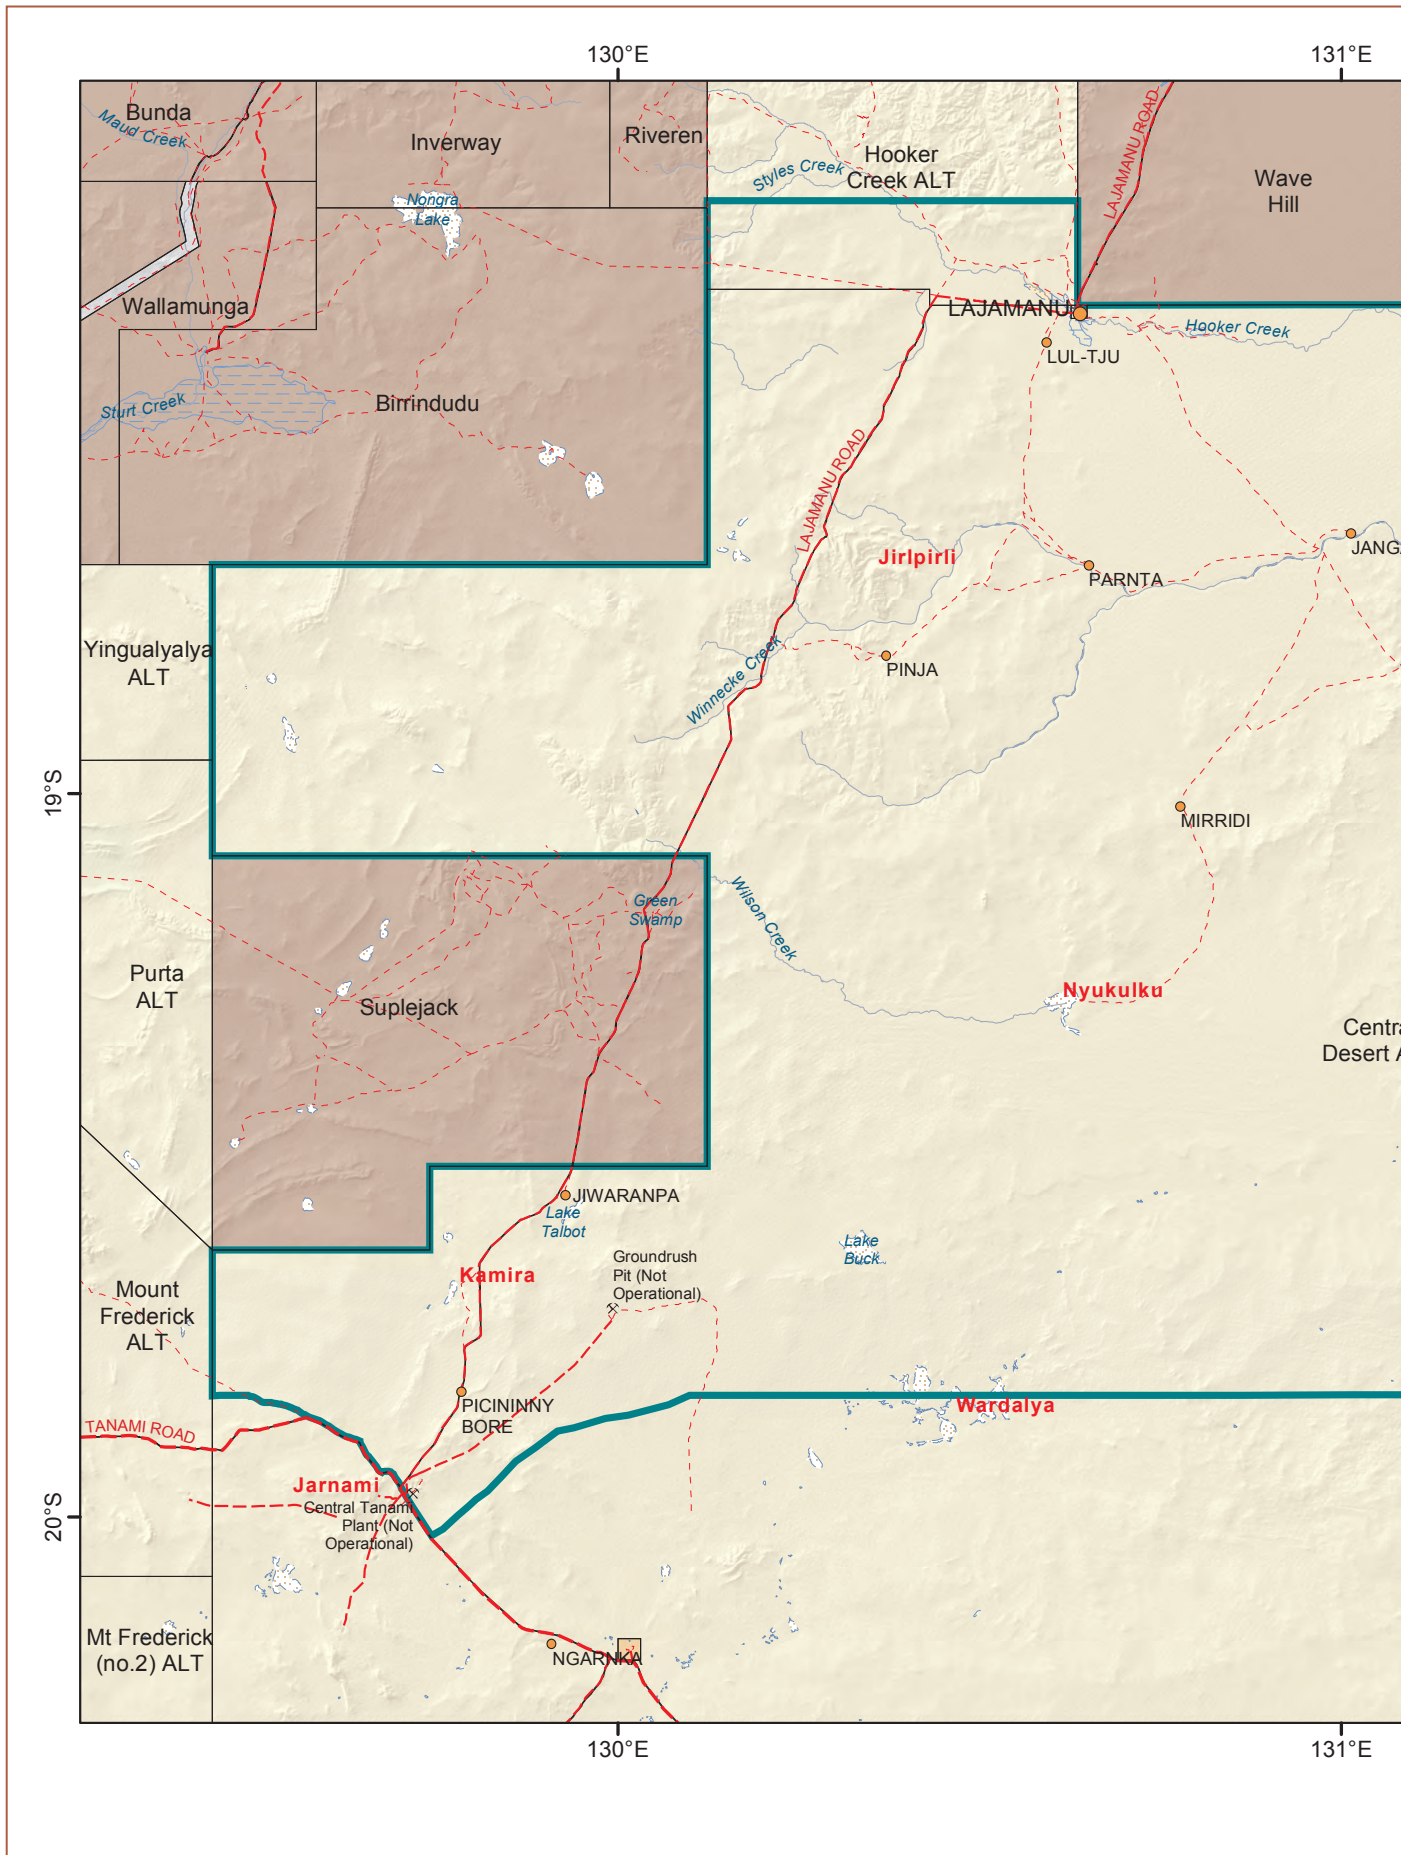 130°E
131°E
Bunda
Maud Creek
Inverway
Riveren
Nongra
Lake
Styles Creek
Hooker
Creek ALT
LAJAMANU ROAD
Wave
Hill
Wallamunga
LAJAMANU
Hooker Creek
LUL-TJU
Sturt Creek
Birrindudu
LAJAMANU ROAD
Jirlpirli
JANGA
PARNTA
Yingualyalya
ALT
PINJA
Winnecke Creek
19°S
MIRRIDI
Green
Swamp
Wilson Creek
Purta
ALT
Suplejack
Nyukulku
Centra
Desert A
JIWARANPA
Lake
Talbot
Lake
Buck
Kamira
Groundrush
Pit (Not
Operational)
Mount
Frederick
ALT
PICININNY
BORE
Wardalya
TANAMI ROAD
Jarnami
Central Tanami
Plant (Not
Operational)
20°S
Mt Frederick
(no.2) ALT
NGARNKA
130°E
131°E